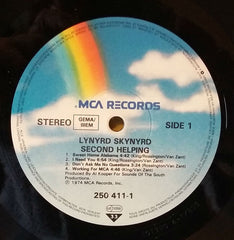 .MCA RECORDS
STEREO
GEMA/
BIEM
SIDE 1
LYNYRD SKYNYRD
SECOND HELPING
1. Sweet Home Alabama 4:42 (King/Rossington/Van Zant)
2. I Need You 6:54 (King/Rossington/Van Zant)
3. Don't Ask Me No Questions 3:24 (Rossington/Van Zant)
4. Working For MCA 4:46 (King/Van Zant)
Produced by Al Kooper for Sounds Of The South
Productions.
℗ 1974 MCA Records, Inc.
250 411-1
33